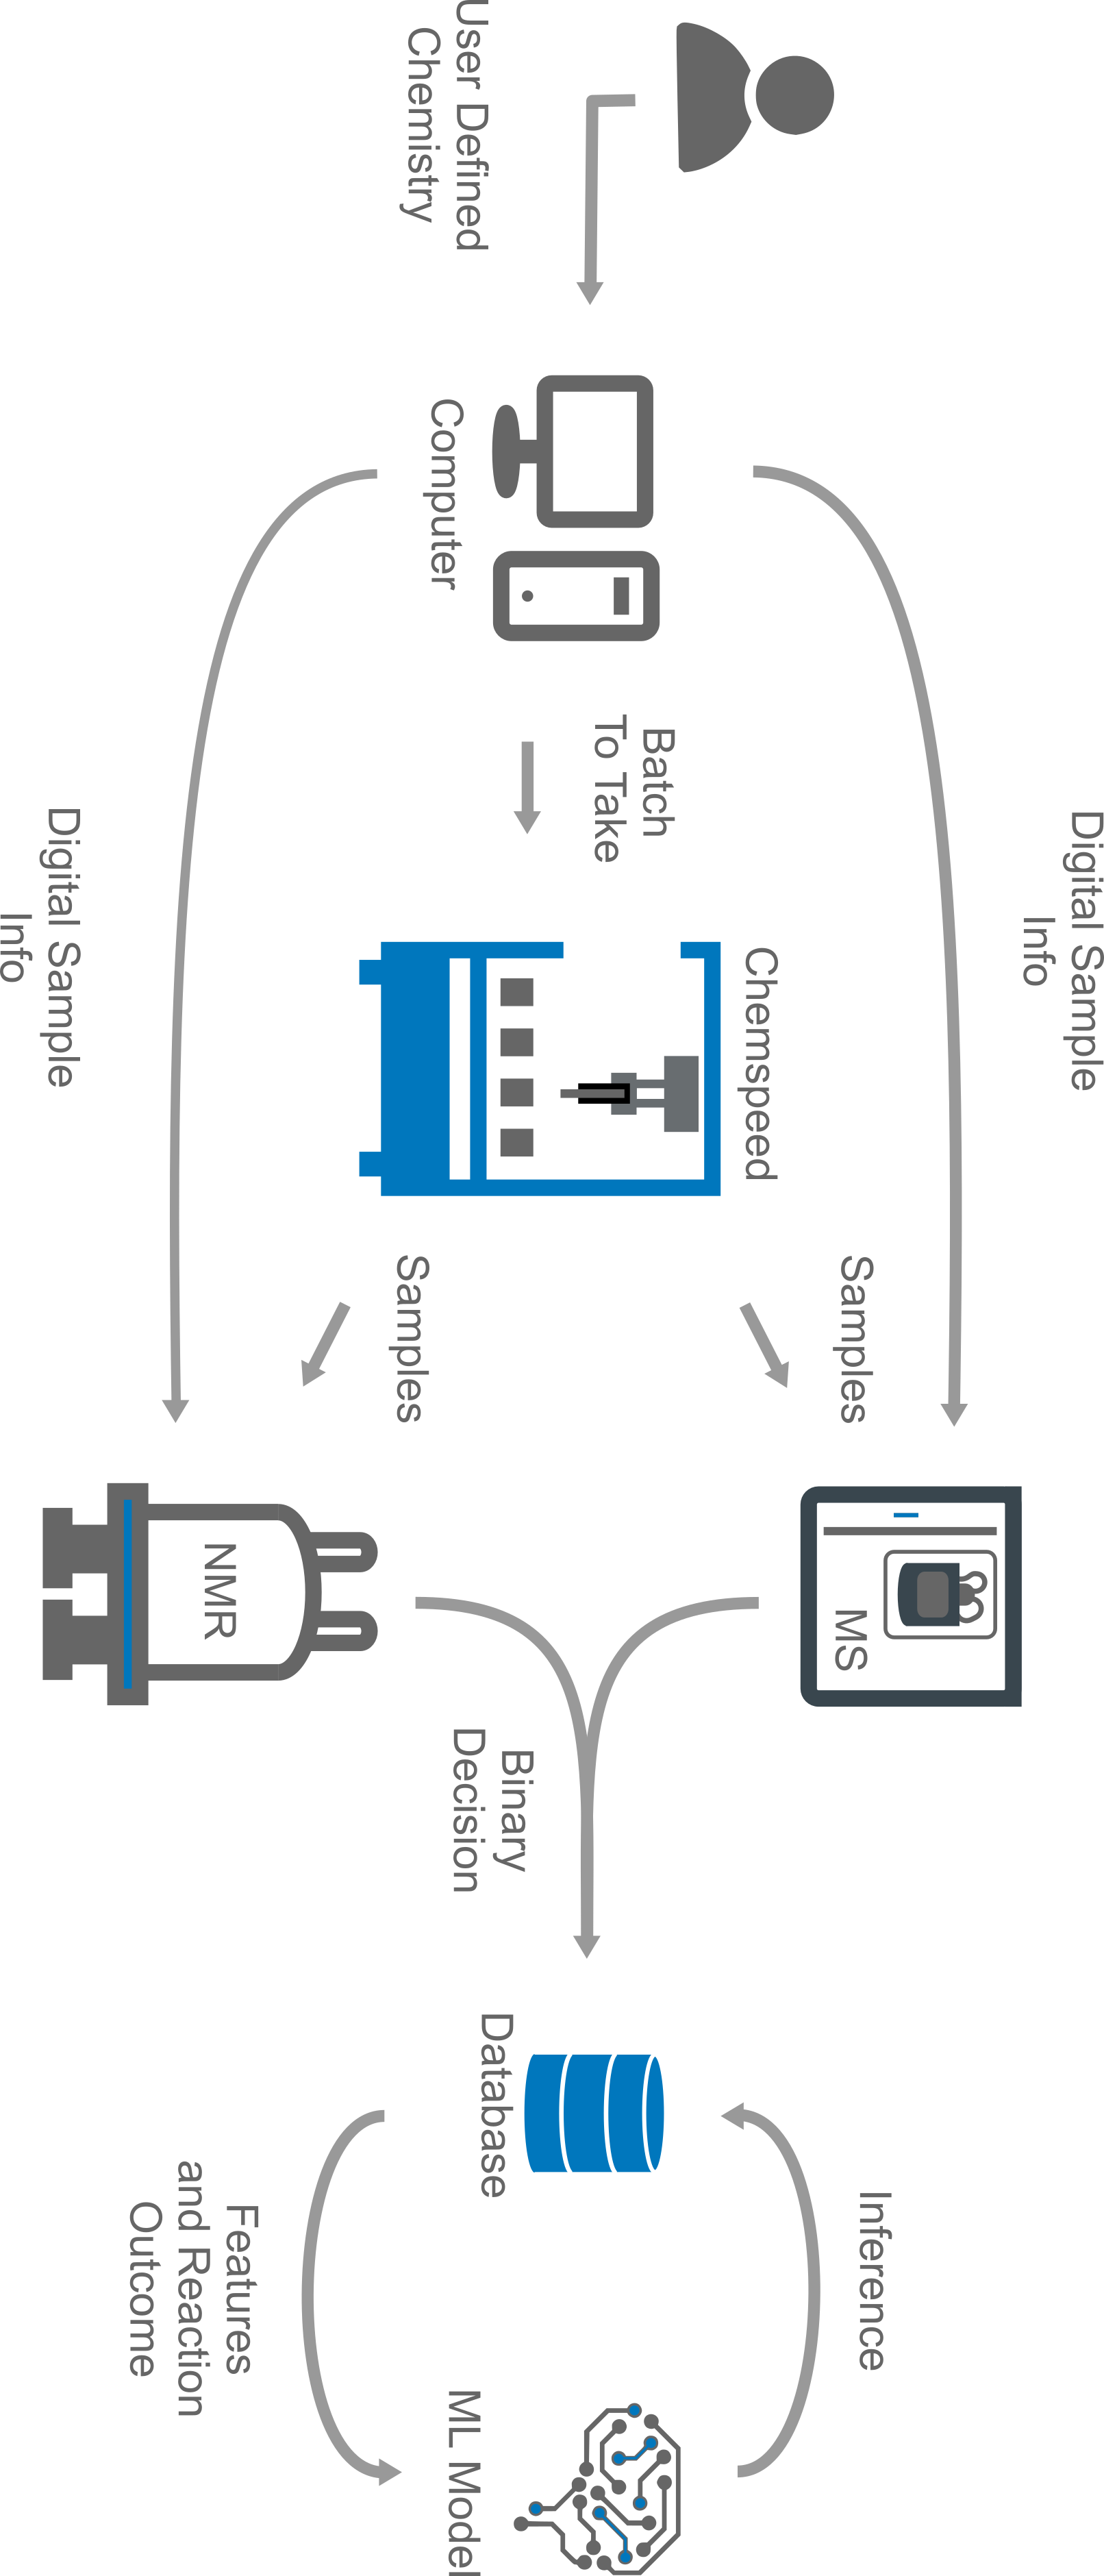 User Defined
Chemistry
Computer
Digital Sample
Info
Batch
To Take
Digital Sample
Info
Chemspeed
Samples
Samples
MS
NMR
Binary
Decision
Database
Inference
Features
and Reaction
Outcome
ML Model